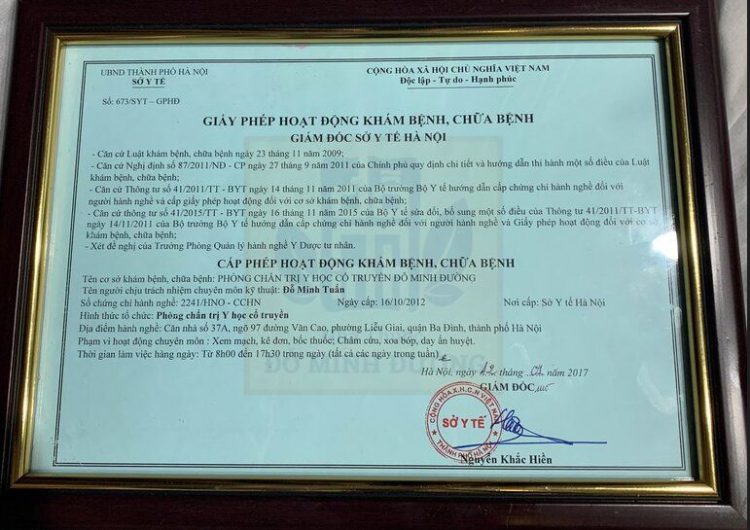 UBND THÀNH PHỐ HÀ NỘI
SỞ Y TẾ
CỘNG HÒA XÃ HỘI CHỦ NGHĨA VIỆT NAM
Độc lập - Tự do - Hạnh phúc
Số: 673/SYT – GPHĐ
GIẤY PHÉP HOẠT ĐỘNG KHÁM BỆNH, CHỮA BỆNH
GIÁM ĐỐC SỞ Y TẾ HÀ NỘI
- Căn cứ Luật khám bệnh, chữa bệnh ngày 23 tháng 11 năm 2009;
- Căn cứ Nghị định số 87/2011/NĐ - CP ngày 27 tháng 9 năm 2011 của Chính phủ quy định chi tiết và hướng dẫn thi hành một số điều của Luật
khám bệnh, chữa bệnh;
- Căn cứ Thông tư số 41/2011/TT - BYT ngày 14 tháng 11 năm 2011 của Bộ trưởng Bộ Y tế hướng dẫn cấp chứng chỉ hành nghề đối với
người hành nghề và cấp giấy phép hoạt động đối với cơ sở khám bệnh, chữa bệnh;
- Căn cứ thông tư số 41/2015/TT - BYT ngày 16 tháng 11 năm 2015 của Bộ Y tế sửa đổi, bổ sung một số điều của Thông tư 41/2011/TT-BYT
ngày 14/11/2011 của Bộ trưởng Bộ Y tế hướng dẫn cấp chứng chỉ hành nghề đối với người hành nghề và Giấy phép hoạt động đối với cơ sở
khám bệnh, chữa bệnh;
- Xét đề nghị của Trưởng Phòng Quản lý hành nghề Y Dược tư nhân.
CẤP PHÉP HOẠT ĐỘNG KHÁM BỆNH, CHỮA BỆNH
Tên cơ sở khám bệnh, chữa bệnh: PHÒNG CHẨN TRỊ Y HỌC CỔ TRUYỀN ĐỖ MINH ĐƯỜNG
Tên người chịu trách nhiệm chuyên môn kỹ thuật: Đỗ Minh Tuấn
Số chứng chỉ hành nghề: 2241/HNO - CCHN Ngày cấp: 16/10/2012 Nơi cấp: Sở Y tế Hà Nội
Hình thức tổ chức: Phòng chẩn trị Y học cổ truyền
Địa điểm hành nghề: Căn nhà số 37A, ngõ 97 đường Văn Cao, phường Liễu Giai, quận Ba Đình, thành phố Hà Nội
Phạm vi hoạt động chuyên môn : Xem mạch, kê đơn, bốc thuốc; Châm cứu, xoa bóp, day ấn huyệt.
Thời gian làm việc hàng ngày: Từ 8h00 đến 17h30 trong ngày (tất cả các ngày trong tuần)
ĐỖ MINH ĐƯỜNG
Hà Nội, ngày 12 tháng 01 năm 2017
GIÁM ĐỐC
CỘNG HÒA X.H.C.N VIỆT NAM
SỞ Y TẾ
THÀNH PHỐ HÀ NỘI
Nguyễn Khắc Hiền